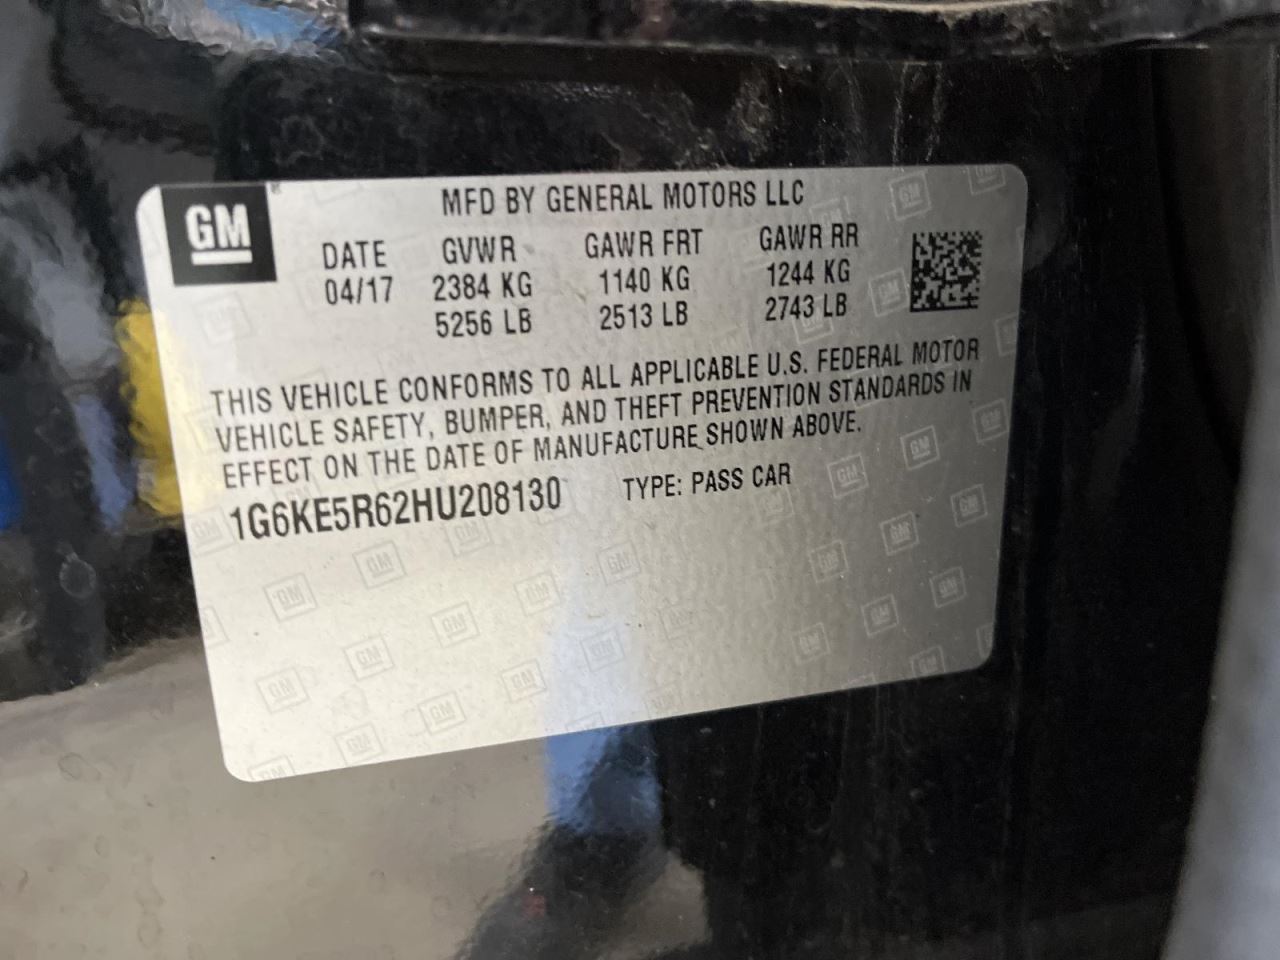 GM
MFD BY GENERAL MOTORS LLC
DATE GVWR GAWR FRT GAWR RR
04/17 2384 KG 1140 KG 1244 KG
5256 LB 2513 LB 2743 LB
THIS VEHICLE CONFORMS TO ALL APPLICABLE U.S. FEDERAL MOTOR
VEHICLE SAFETY, BUMPER, AND THEFT PREVENTION STANDARDS IN
EFFECT ON THE DATE OF MANUFACTURE SHOWN ABOVE.
1G6KE5R62HU208130 TYPE: PASS CAR